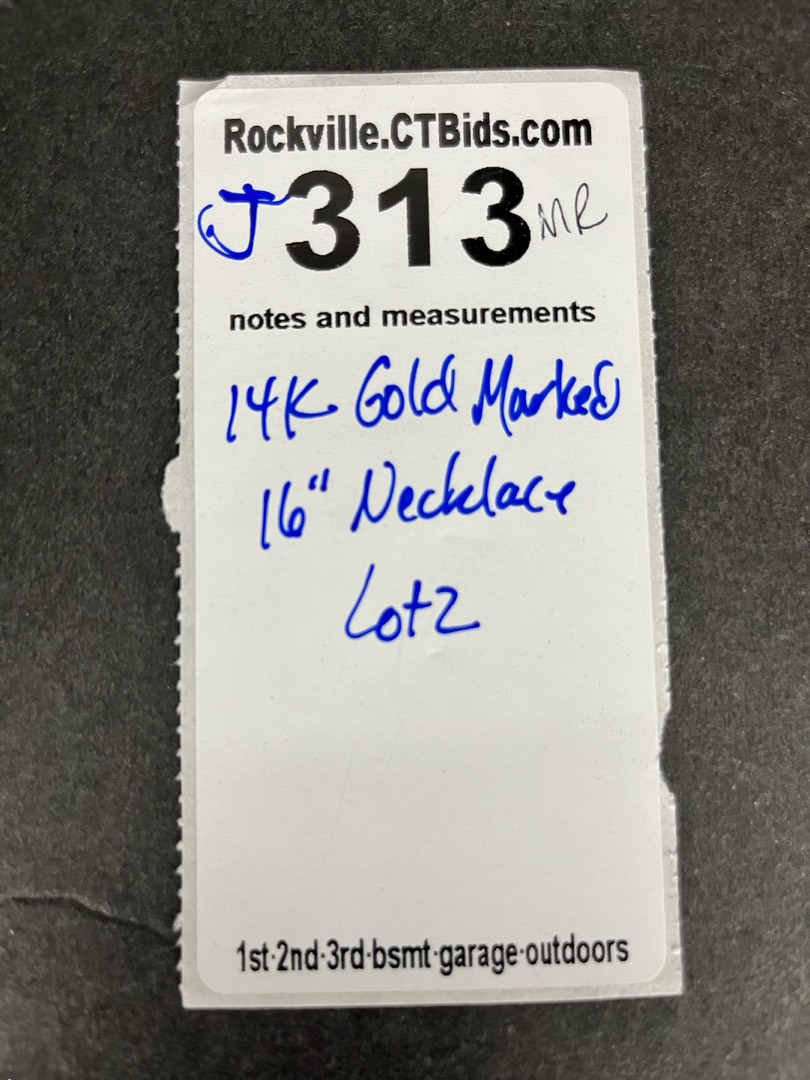 Rockville.CTBids.com
J313 MR
notes and measurements
14K Gold Marked
16" Necklace
Lot 2
1st·2nd·3rd·bsmt·garage·outdoors